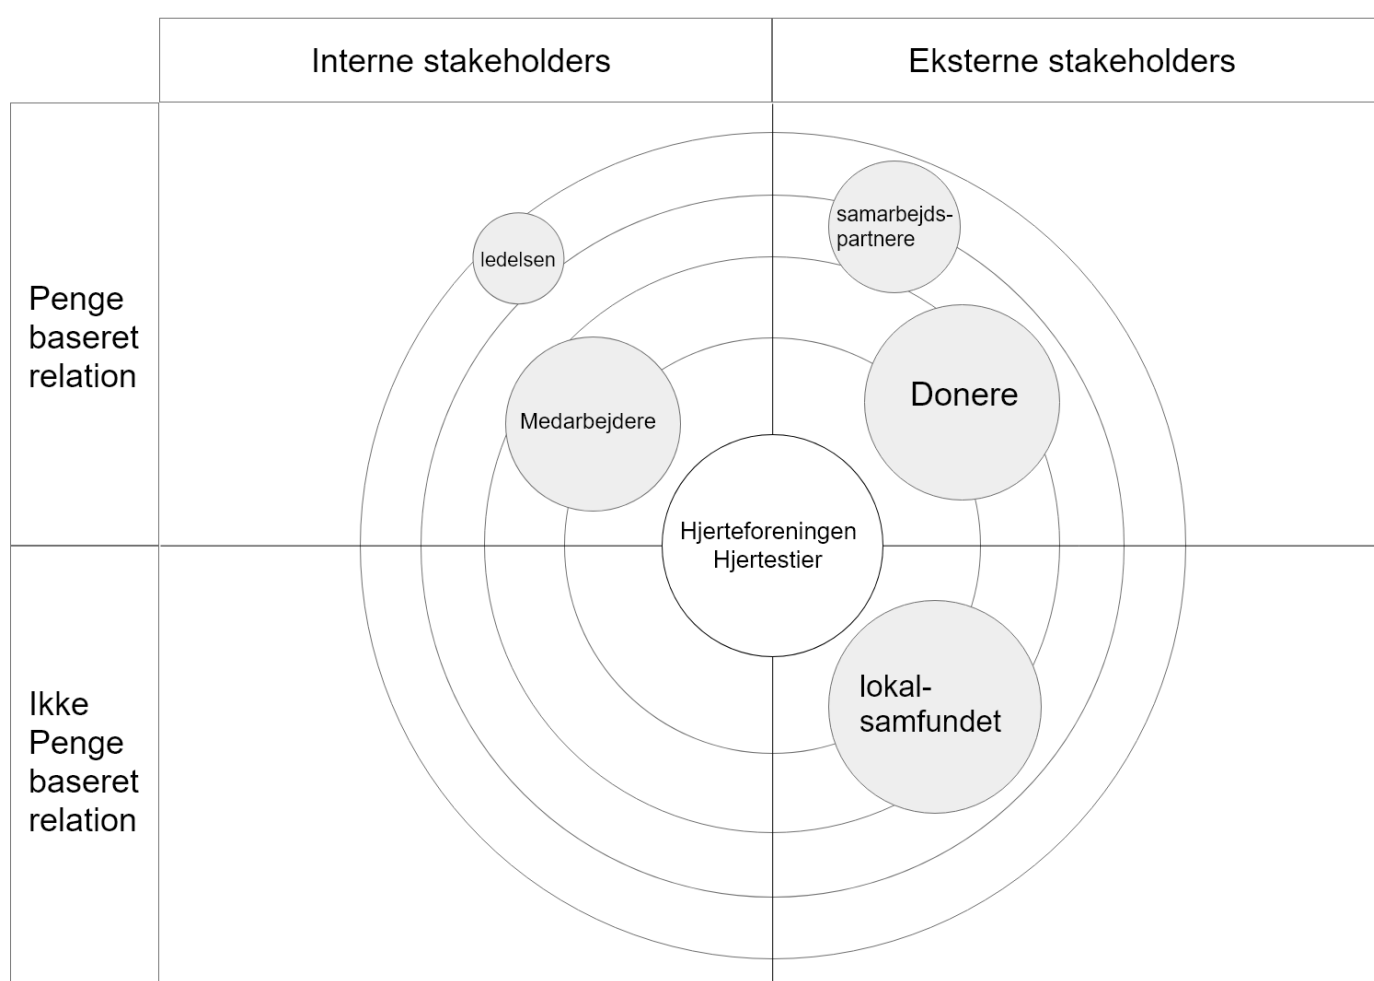 Interne stakeholders
Eksterne stakeholders
Penge
baseret
relation
ledelsen
samarbejds-
partnere
Medarbejdere
Donere
Hjerteforeningen
Hjertestier
Ikke
Penge
baseret
relation
lokal-
samfundet